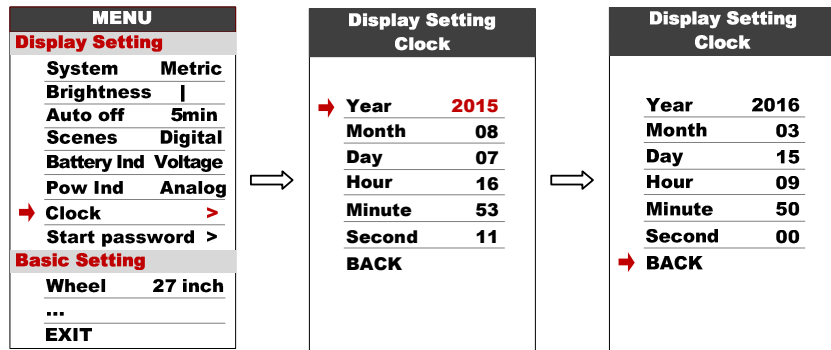 MENU
Display Setting
System Metric
Brightness |
Auto off 5min
Scenes Digital
Battery Ind Voltage
Pow Ind Analog
Clock >
Start password >
Basic Setting
Wheel 27 inch
...
EXIT
Display Setting
Clock
Year 2015
Month 08
Day 07
Hour 16
Minute 53
Second 11
BACK
Display Setting
Clock
Year 2016
Month 03
Day 15
Hour 09
Minute 50
Second 00
BACK